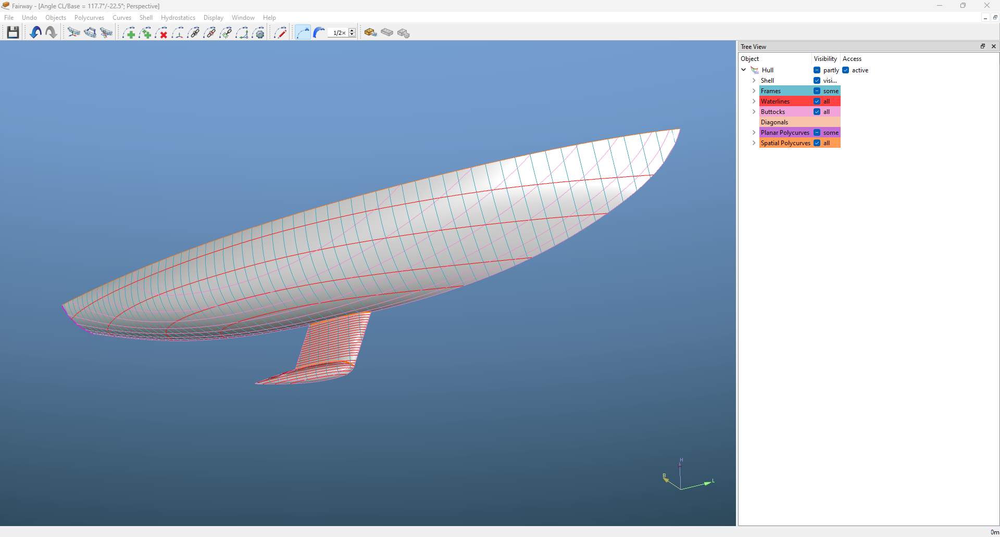 Fairway - [Angle CL/Base = 117.7°/-22.5°; Perspective]
File Undo Objects Polycurves Curves Shell Hydrostatics Display Window Help
1/2×
Tree View
Object Visibility Access
Hull partly active
Shell visi...
Frames some
Waterlines all
Buttocks all
Diagonals
Planar Polycurves some
Spatial Polycurves all
H
B
L
0m